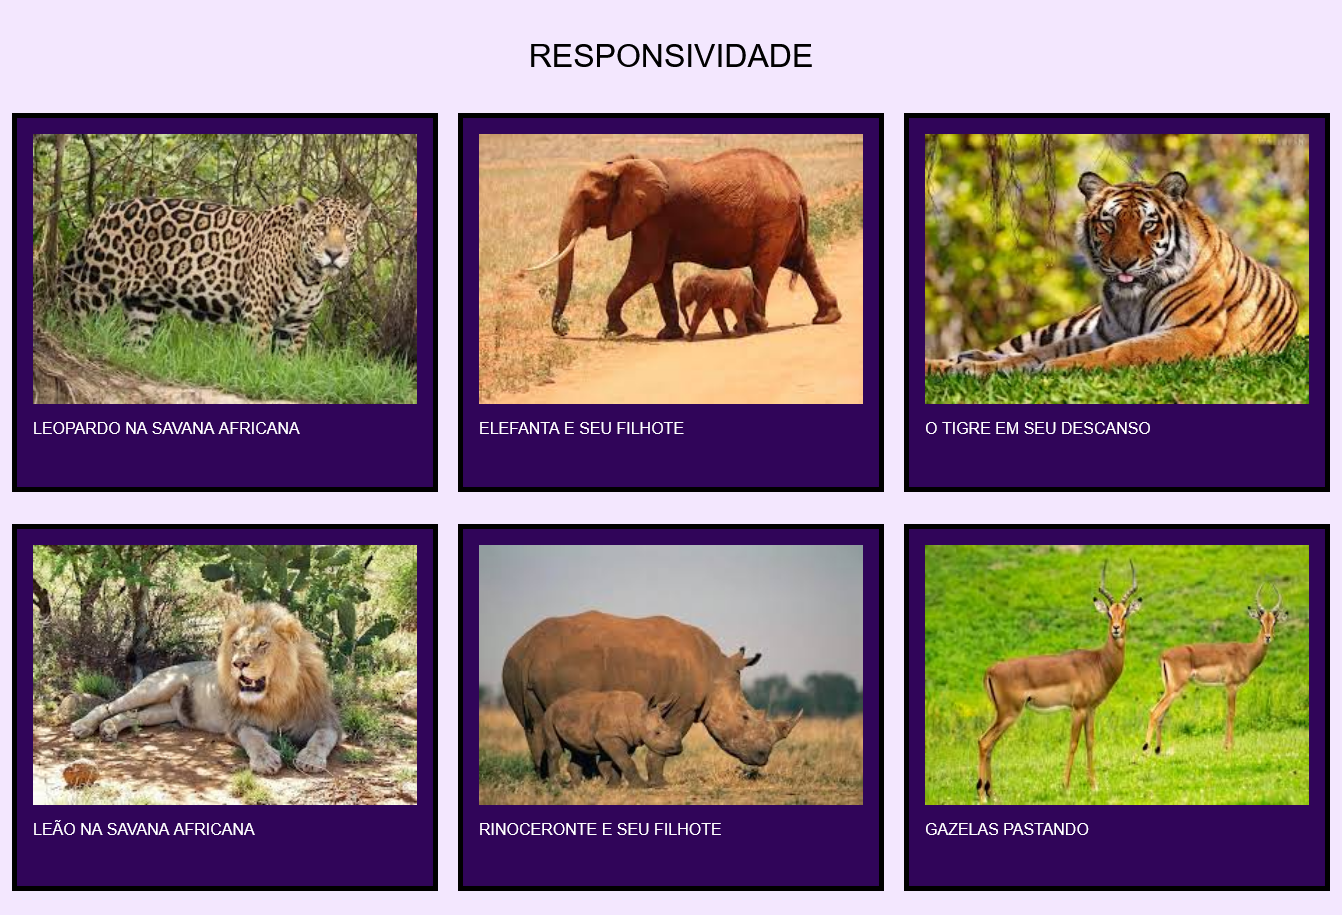 RESPONSIVIDADE
LEOPARDO NA SAVANA AFRICANA
ELEFANTA E SEU FILHOTE
O TIGRE EM SEU DESCANSO
LEÃO NA SAVANA AFRICANA
RINOCERONTE E SEU FILHOTE
GAZELAS PASTANDO